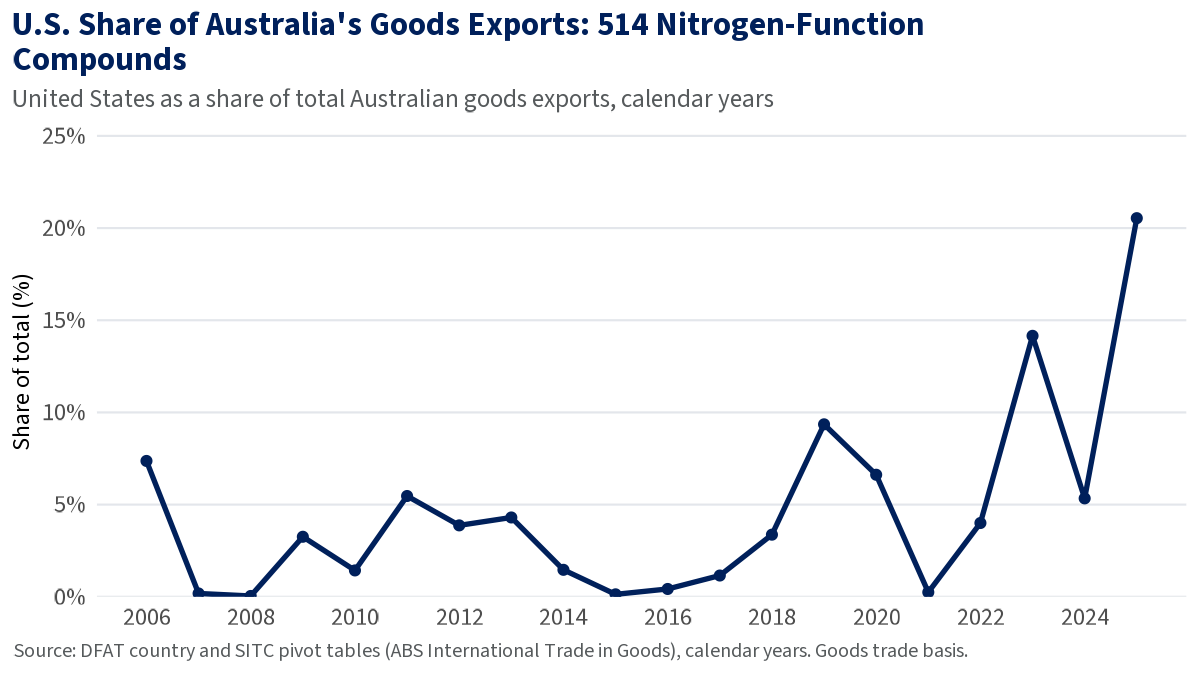 U.S. Share of Australia's Goods Exports: 514 Nitrogen-Function
Compounds
United States as a share of total Australian goods exports, calendar years
Share of total (%)
25%
20%
15%
10%
5%
0%
2006 2008 2010 2012 2014 2016 2018 2020 2022 2024
Source: DFAT country and SITC pivot tables (ABS International Trade in Goods), calendar years. Goods trade basis.